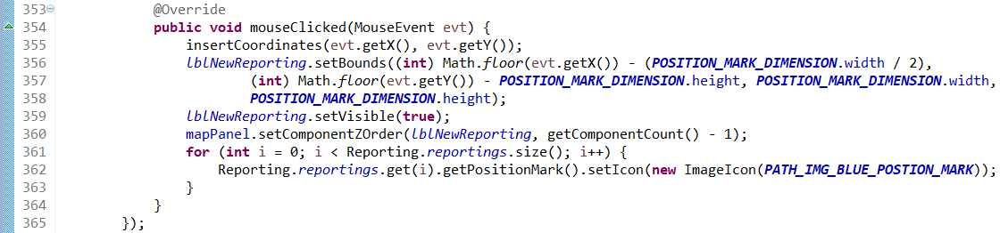 353 @Override
354 public void mouseClicked(MouseEvent evt) {
355 insertCoordinates(evt.getX(), evt.getY());
356 lblNewReporting.setBounds((int) Math.floor(evt.getX()) - (POSITION_MARK_DIMENSION.width / 2),
357 (int) Math.floor(evt.getY()) - POSITION_MARK_DIMENSION.height, POSITION_MARK_DIMENSION.width,
358 POSITION_MARK_DIMENSION.height);
359 lblNewReporting.setVisible(true);
360 mapPanel.setComponentZOrder(lblNewReporting, getComponentCount() - 1);
361 for (int i = 0; i < Reporting.reportings.size(); i++) {
362 Reporting.reportings.get(i).getPositionMark().setIcon(new ImageIcon(PATH_IMG_BLUE_POSTION_MARK));
363 }
364 }
365 });